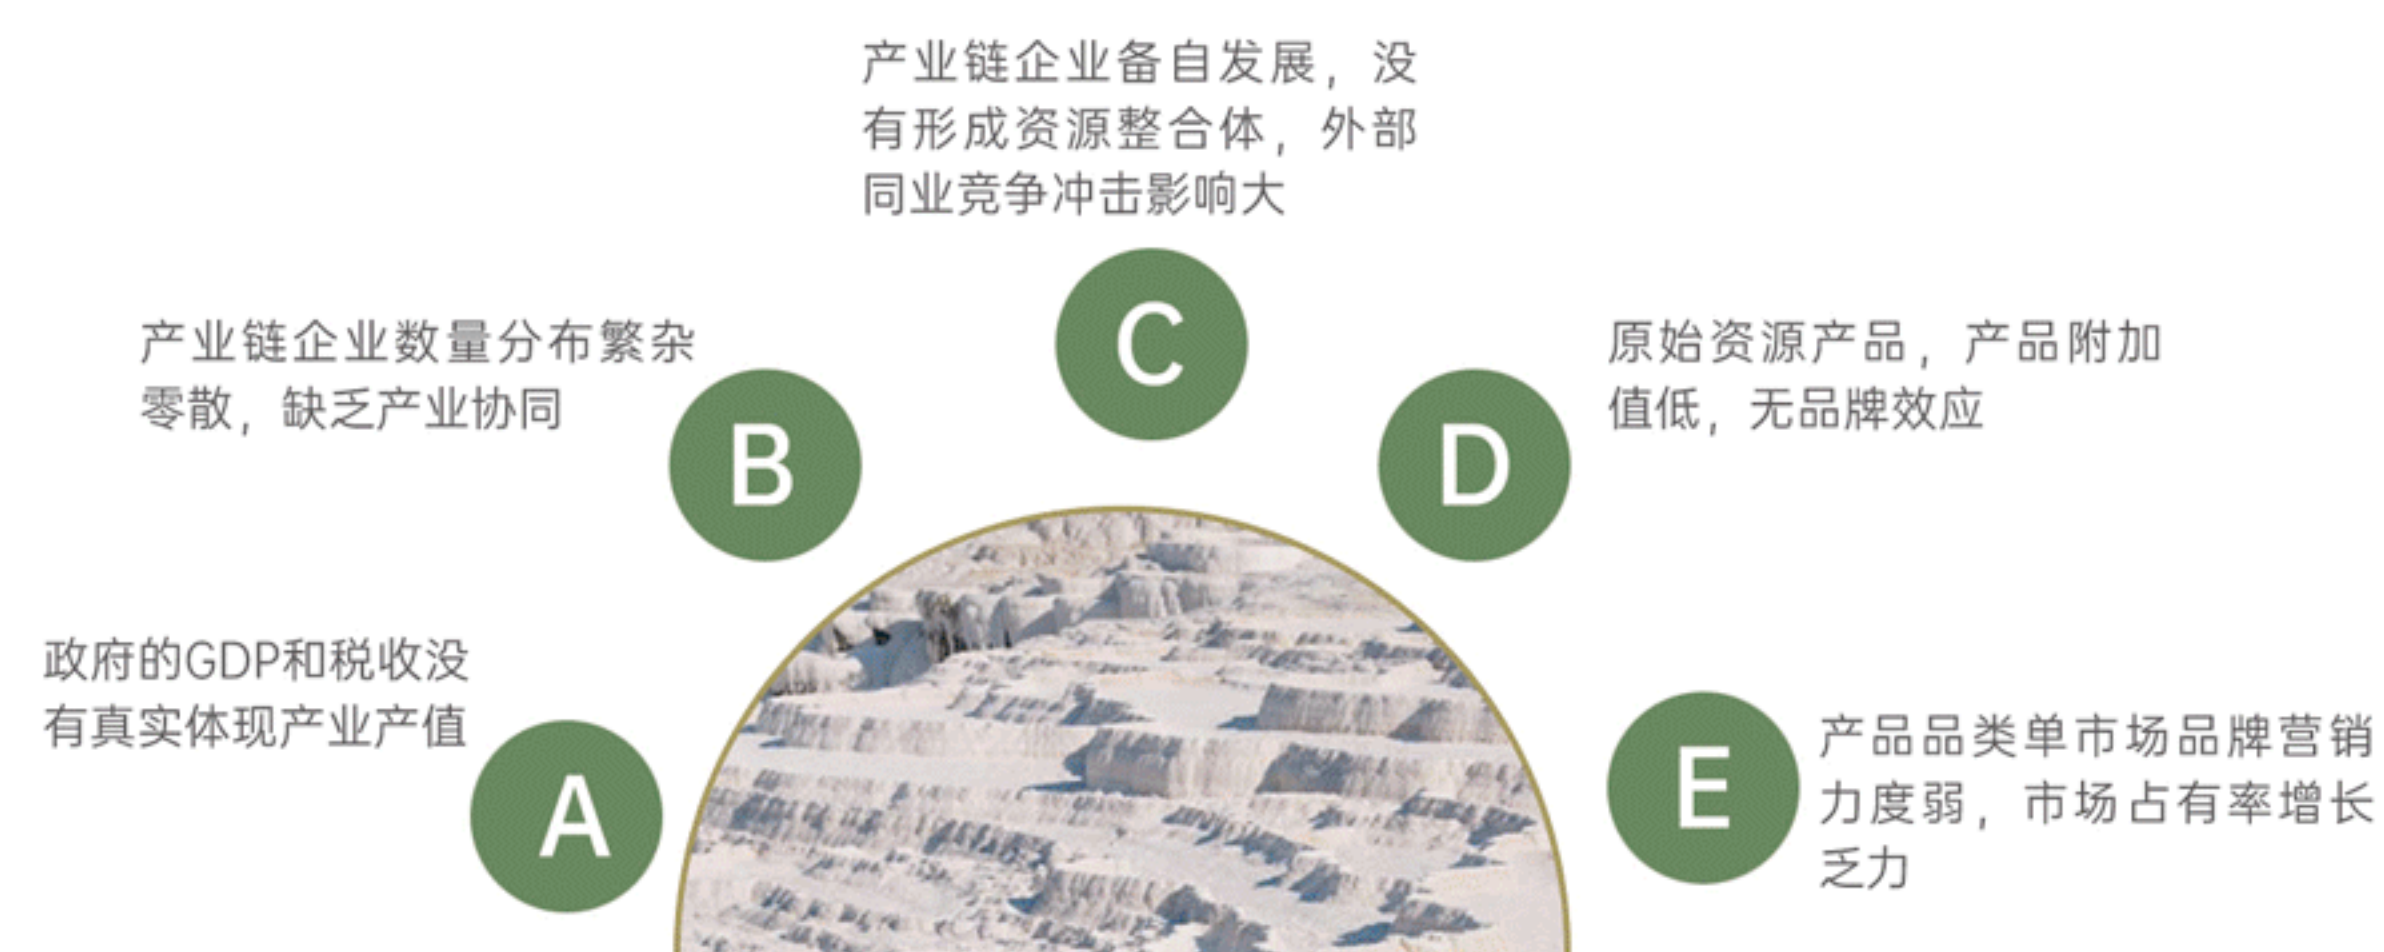 产业链企业备自发展，没
有形成资源整合体，外部
同业竞争冲击影响大
C
产业链企业数量分布繁杂
零散，缺乏产业协同
B
原始资源产品，产品附加
值低，无品牌效应
D
政府的GDP和税收没
有真实体现产业产值
A
产品品类单市场品牌营销
力度弱，市场占有率增长
乏力
E